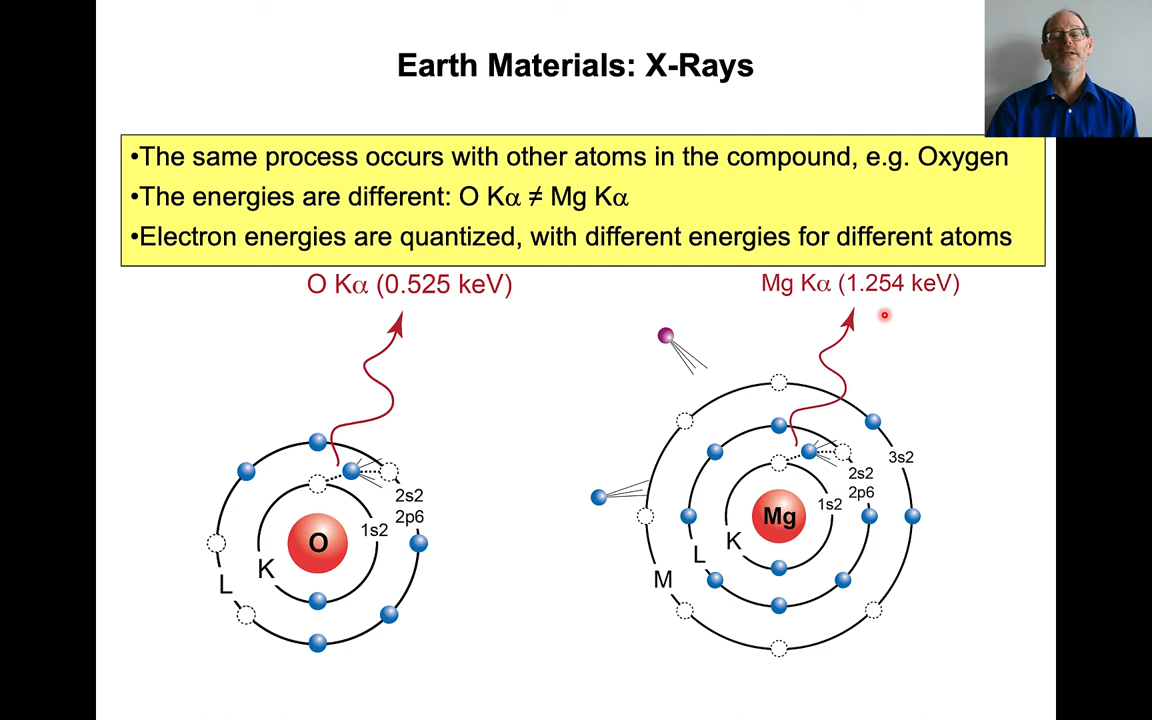 Earth Materials: X-Rays
•The same process occurs with other atoms in the compound, e.g. Oxygen
•The energies are different: O Kα ≠ Mg Kα
•Electron energies are quantized, with different energies for different atoms
O Kα (0.525 keV)
Mg Kα (1.254 keV)
2s2
2p6
1s2
O
K
L
3s2
2s2
2p6
1s2
Mg
K
L
M